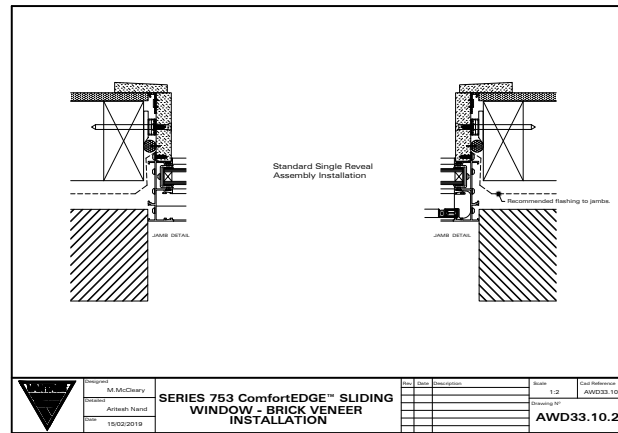 Standard Single Reveal
Assembly Installation
Recommended flashing to jambs.
JAMB DETAIL
JAMB DETAIL
Designed
M.McCleary
Detailed
Aritesh Nand
Date
15/02/2019
SERIES 753 ComfortEDGE™ SLIDING
WINDOW - BRICK VENEER
INSTALLATION
Rev Date Description
Scale
1:2
Cad Reference
AWD33.10
Drawing Nº
AWD33.10.2